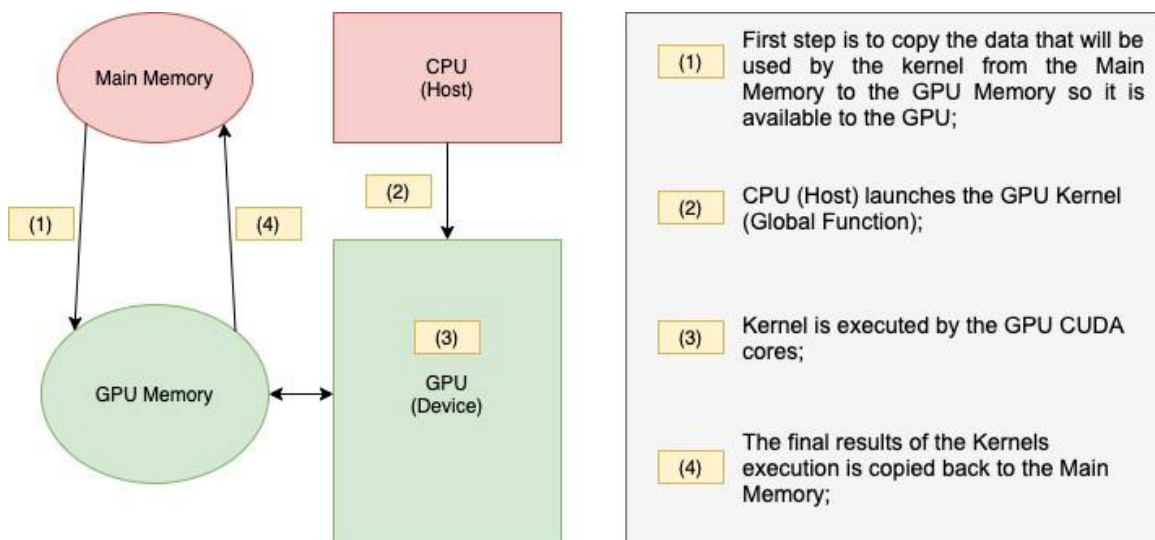 Main Memory
CPU
(Host)
(1)
(4)
(2)
(3)
GPU Memory
GPU
(Device)
(1)
First step is to copy the data that will be
used by the kernel from the Main
Memory to the GPU Memory so it is
available to the GPU;
(2)
CPU (Host) launches the GPU Kernel
(Global Function);
(3)
Kernel is executed by the GPU CUDA
cores;
(4)
The final results of the Kernels
execution is copied back to the Main
Memory;